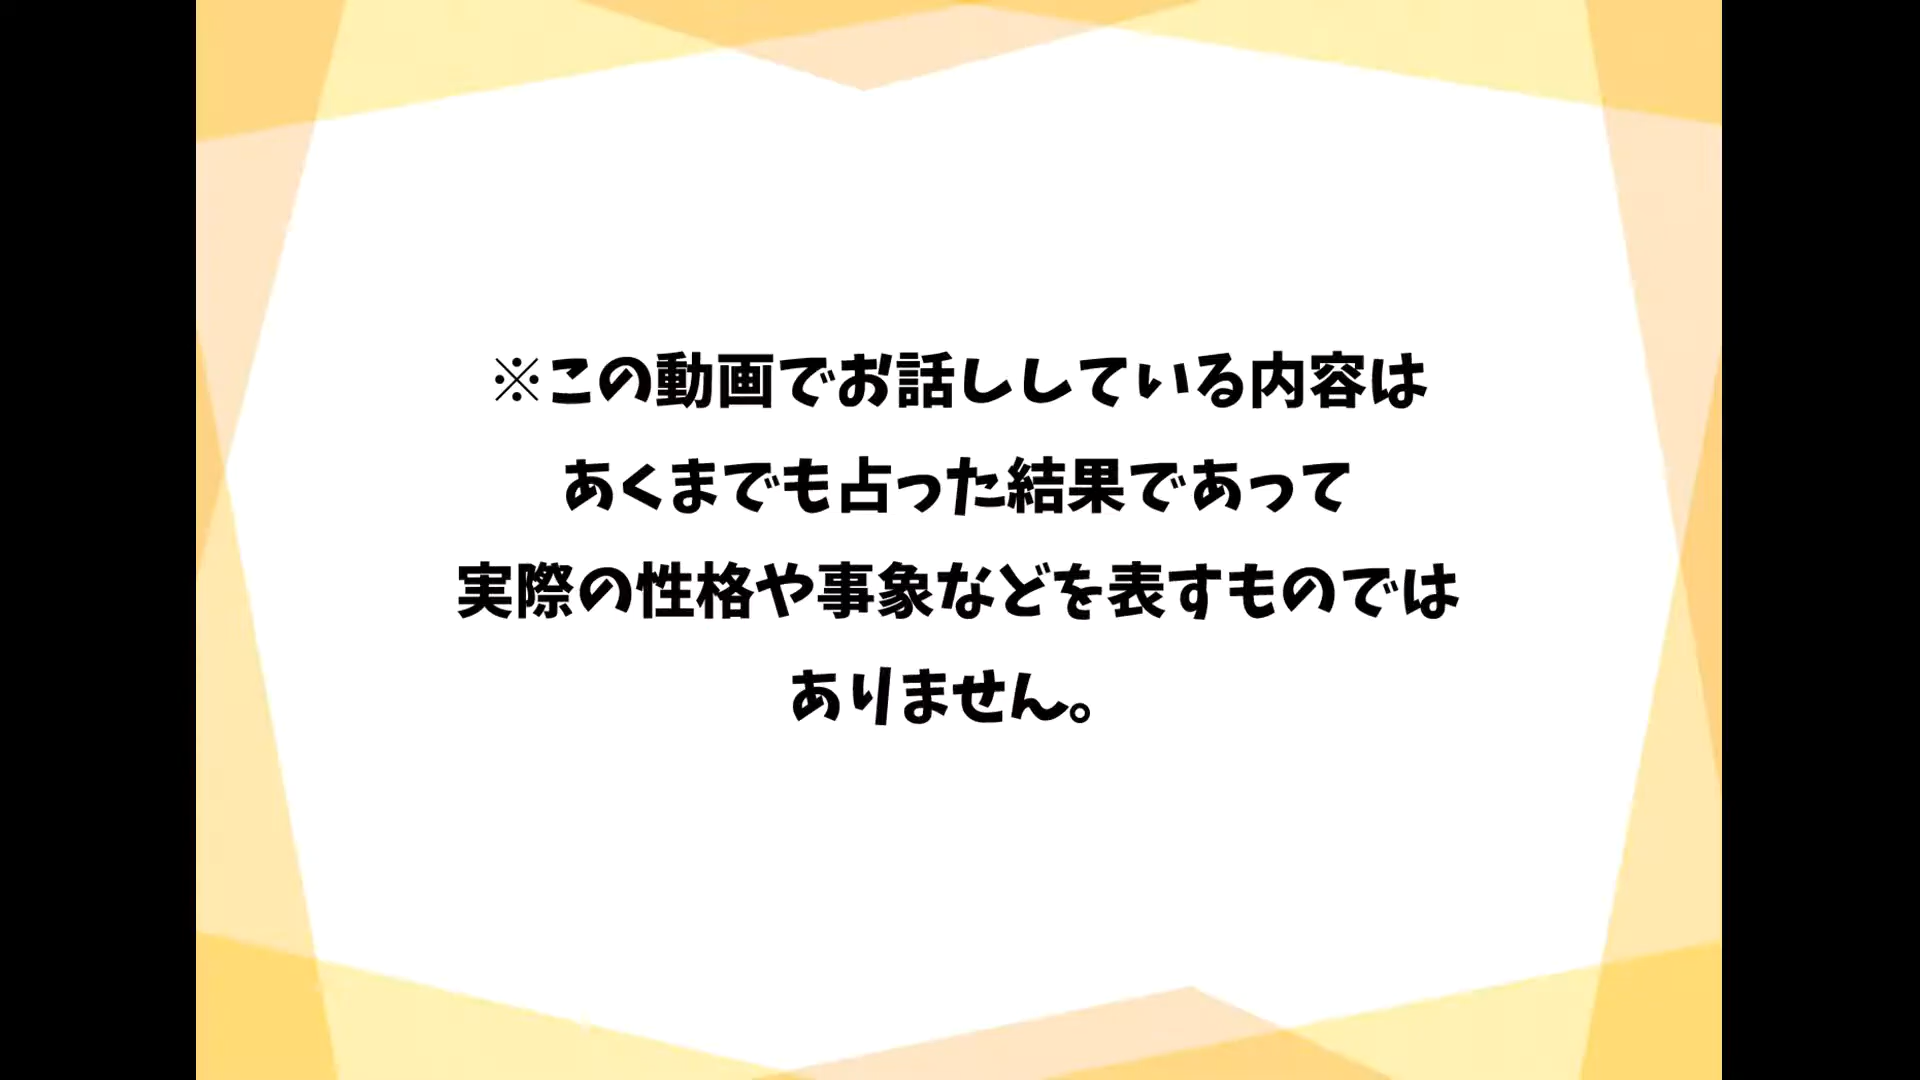 ※この動画でお話ししている内容は
あくまでも占った結果であって
実際の性格や事象などを表すものでは
ありません。